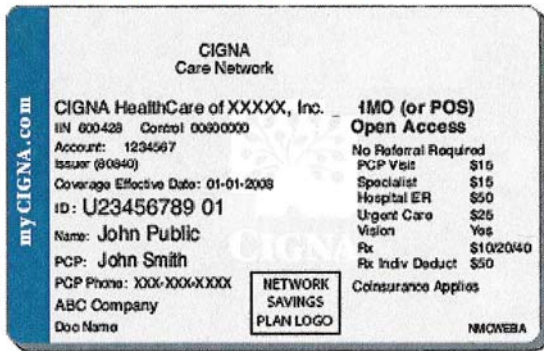 myCIGNA.com
CIGNA
Care Network
CIGNA HealthCare of XXXXX, Inc.
IIN 600428 Control 00600000
Account: 1234567
Issuer (80840)
Coverage Effective Date: 01-01-2008
ID: U23456789 01
Name: John Public
PCP: John Smith
PCP Phone: XXX-XXX-XXXX
ABC Company
Doc Name
NETWORK
SAVINGS
PLAN LOGO
HMO (or POS)
Open Access
No Referral Required
PCP Visit $15
Specialist $15
Hospital ER $50
Urgent Care $25
Vision Yes
Rx $10/20/40
Rx Indiv Deduct $50
Coinsurance Applies
NMCWEBA
CIGNA